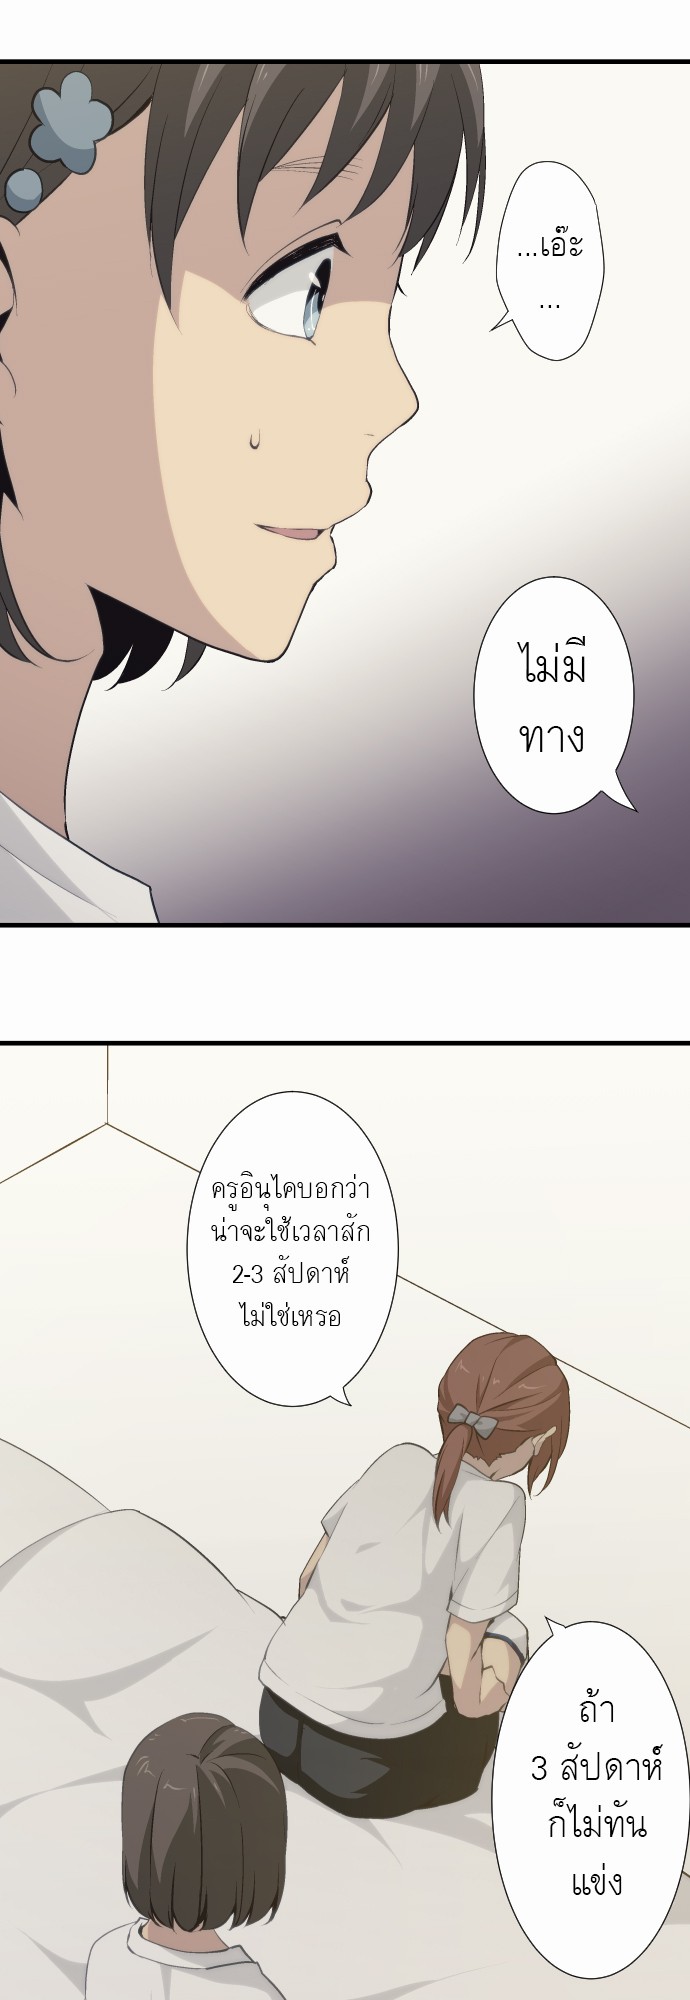 ...เอ๊ะ
...
ไม่มี
ทาง
ครูอินุไคบอกว่า
น่าจะใช้เวลาสัก
2-3 สัปดาห์
ไม่ใช่เหรอ
ถ้า
3 สัปดาห์
ก็ไม่ทัน
แข่ง